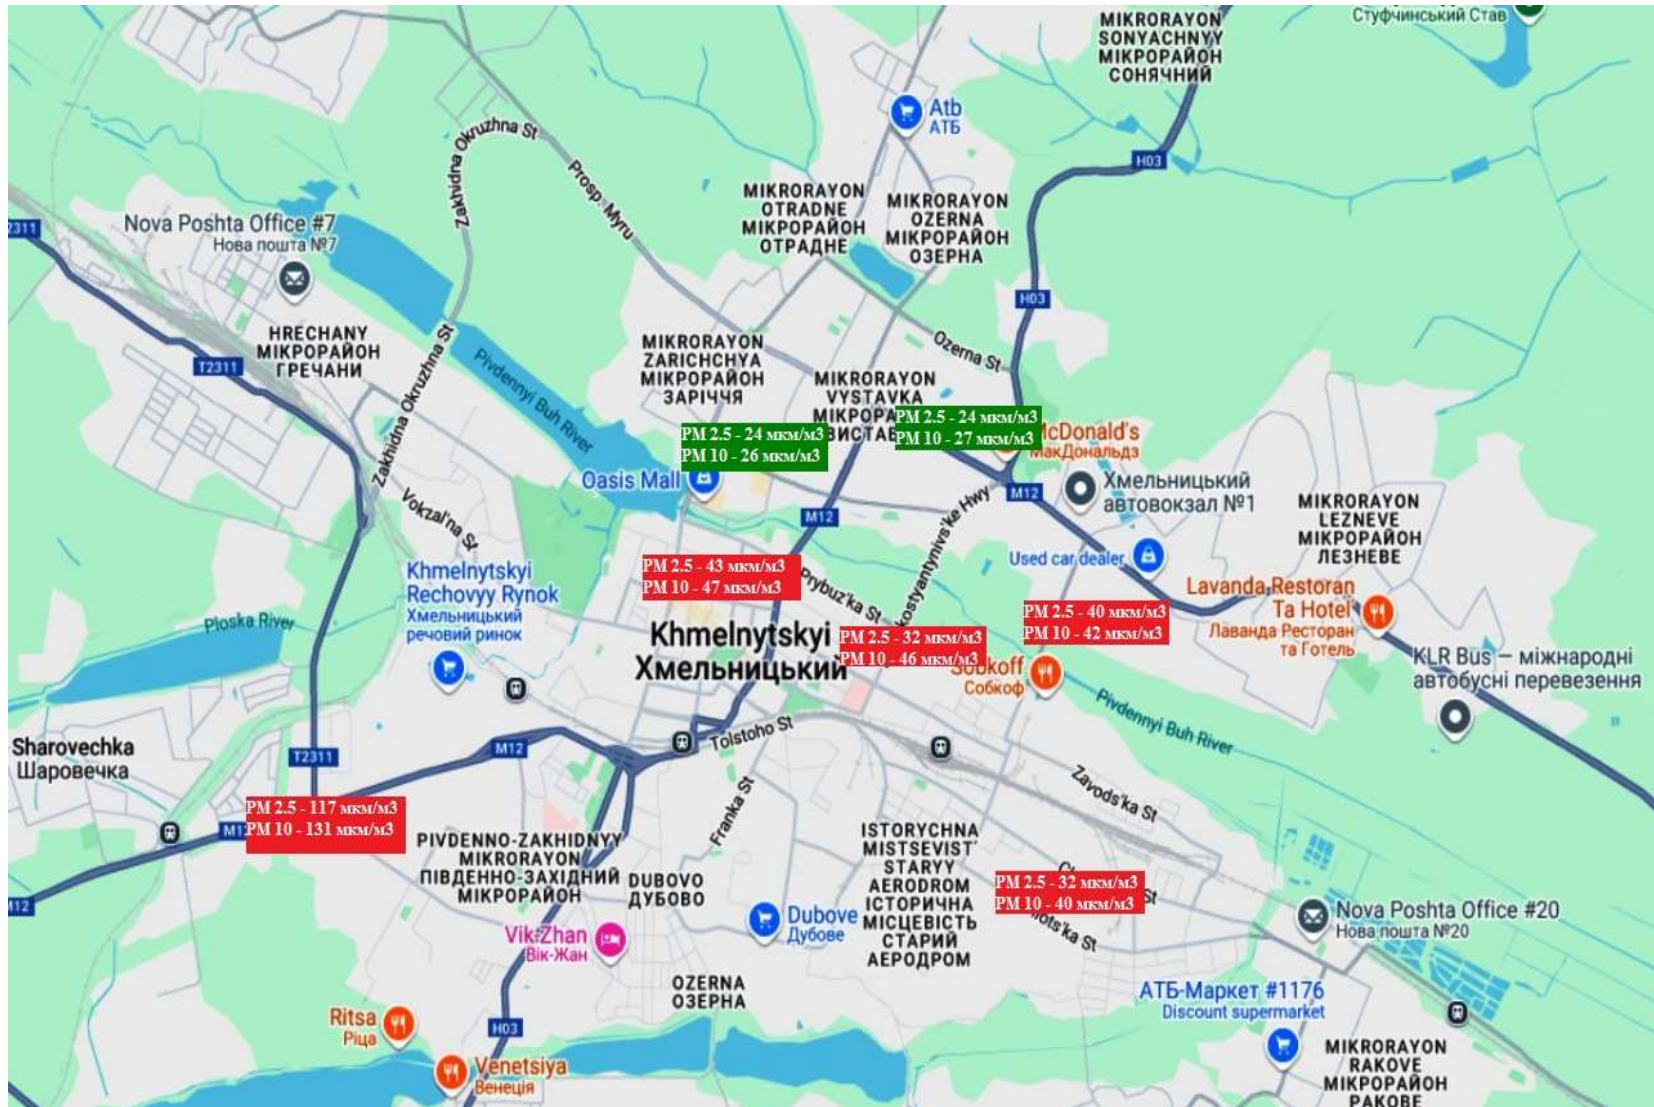 Стуфчинський Став
MIKRORAYON
SONYACHNYY
МІКРОРАЙОН
СОНЯЧНИЙ
Atb
АТБ
H03
Zakhidna Okruzhna St
Prosp. Myru
MIKRORAYON
OTRADNE
МІКРОРАЙОН
ОТРАДНЕ
MIKRORAYON
OZERNA
МІКРОРАЙОН
ОЗЕРНА
2311
Nova Poshta Office #7
Нова пошта №7
H03
HRECHANY
МІКРОРАЙОН
ГРЕЧАНИ
T2311
Zakhidna Okruzhna St
Pivdennyi Buh River
MIKRORAYON
ZARICHCHYA
МІКРОРАЙОН
ЗАРІЧЧЯ
Ozerna St
MIKRORAYON
VYSTAVKA
PM 2.5 - 24 мкм/м3
PM 10 - 26 мкм/м3
PM 2.5 - 24 мкм/м3
PM 10 - 27 мкм/м3
McDonald's
МакДональдз
Oasis Mall
M12
M12
Хмельницький
автовокзал №1
MIKRORAYON
LEZNEVE
МІКРОРАЙОН
ЛЕЗНЕВЕ
Vokzal'na St
kostyantynivs'ke Hwy
Used car dealer
Khmelnytskyi
Rechovyy Rynok
Хмельницький
речовий ринок
PM 2.5 - 43 мкм/м3
PM 10 - 47 мкм/м3
Prybuz'ka St
Lavanda Restoran
Ta Hotel
Лаванда Ресторан
та Готель
PM 2.5 - 40 мкм/м3
PM 10 - 42 мкм/м3
Ploska River
Khmelnytskyi
Хмельницький
PM 2.5 - 32 мкм/м3
PM 10 - 46 мкм/м3
Sobkoff
Собкоф
KLR Bus — міжнародні
автобусні перевезення
Pivdennyi Buh River
Sharovechka
Шаровечка
T2311
M12
Tolstoho St
Zavods'ka St
Franka St
PM 2.5 - 117 мкм/м3
PM 10 - 131 мкм/м3
M12
PIVDENNO-ZAKHIDNYY
MIKRORAYON
ПІВДЕННО-ЗАХІДНИЙ
МІКРОРАЙОН
DUBOVO
ДУБОВО
ISTORYCHNA
MISTSEVIST'
STARYY
AERODROM
ІСТОРИЧНА
МІСЦЕВІСТЬ
СТАРИЙ
АЕРОДРОМ
PM 2.5 - 32 мкм/м3
PM 10 - 40 мкм/м3
St
M12
Dubove
Дубове
Nova Poshta Office #20
Нова пошта №20
Vik-Zhan
Вік-Жан
OZERNA
ОЗЕРНА
АТБ-Маркет #1176
Discount supermarket
Ritsa
Ріца
H03
Venetsiya
Венеція
MIKRORAYON
RAKOVE
МІКРОРАЙОН
РАКОВЕ